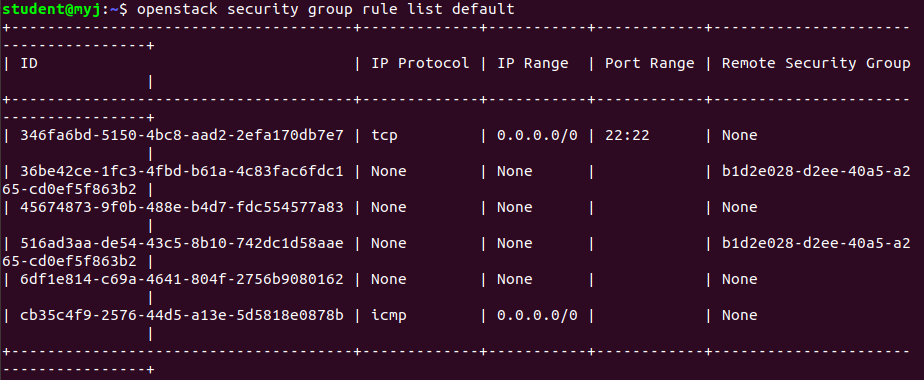 student@myj:~$ openstack security group rule list default
+--------------------------------------+-------------+-----------+------------+----------------------
----------------+
| ID                                   | IP Protocol | IP Range  | Port Range | Remote Security Group
                |
+--------------------------------------+-------------+-----------+------------+----------------------
----------------+
| 346fa6bd-5150-4bc8-aad2-2efa170db7e7 | tcp         | 0.0.0.0/0 | 22:22      | None
                |
| 36be42ce-1fc3-4fbd-b61a-4c83fac6fdc1 | None        | None      |            | b1d2e028-d2ee-40a5-a2
65-cd0ef5f863b2 |
| 45674873-9f0b-488e-b4d7-fdc554577a83 | None        | None      |            | None
                |
| 516ad3aa-de54-43c5-8b10-742dc1d58aae | None        | None      |            | b1d2e028-d2ee-40a5-a2
65-cd0ef5f863b2 |
| 6df1e814-c69a-4641-804f-2756b9080162 | None        | None      |            | None
                |
| cb35c4f9-2576-44d5-a13e-5d5818e0878b | icmp        | 0.0.0.0/0 |            | None
                |
+--------------------------------------+-------------+-----------+------------+----------------------
----------------+